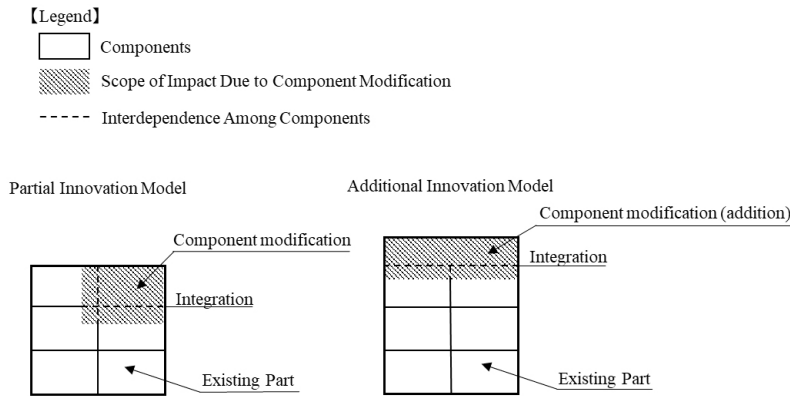 【Legend】
Components
Scope of Impact Due to Component Modification
Interdependence Among Components
Partial Innovation Model
Component modification
Integration
Existing Part
Additional Innovation Model
Component modification (addition)
Integration
Existing Part